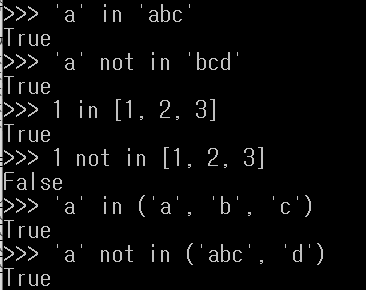 >>> 'a' in 'abc'
True
>>> 'a' not in 'bcd'
True
>>> 1 in [1, 2, 3]
True
>>> 1 not in [1, 2, 3]
False
>>> 'a' in ('a', 'b', 'c')
True
>>> 'a' not in ('abc', 'd')
True